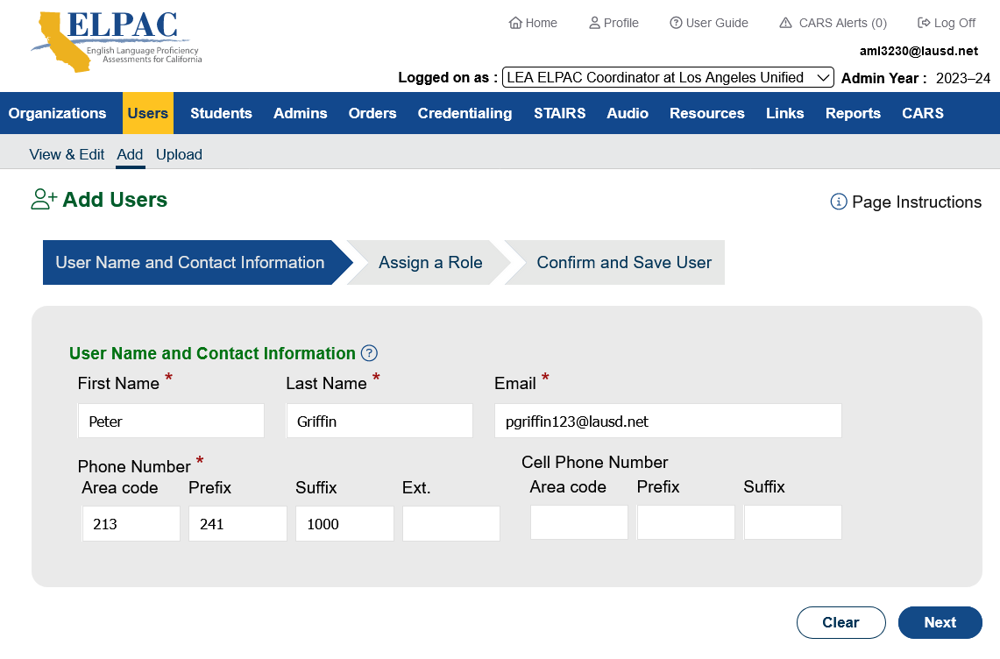 ELPAC
English Language Proficiency
Assessments for California
Home Profile User Guide CARS Alerts (0) Log Off
aml3230@lausd.net
Logged on as : LEA ELPAC Coordinator at Los Angeles Unified Admin Year : 2023–24
Organizations Users Students Admins Orders Credentialing STAIRS Audio Resources Links Reports CARS
View & Edit Add Upload
Add Users
Page Instructions
User Name and Contact Information Assign a Role Confirm and Save User
User Name and Contact Information ?
First Name * Last Name * Email *
Peter Griffin pgriffin123@lausd.net
Phone Number * Cell Phone Number
Area code Prefix Suffix Ext. Area code Prefix Suffix
213 241 1000
Clear Next